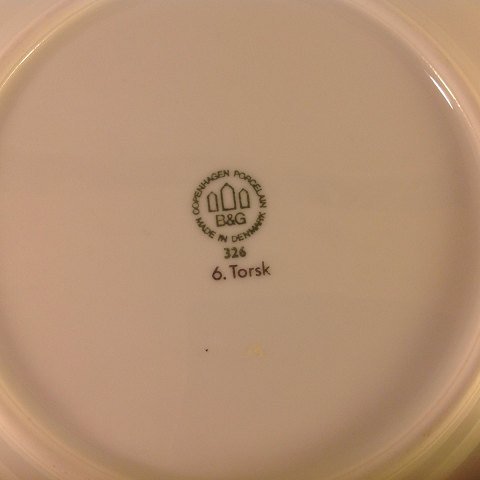 COPENHAGEN PORCELAIN
B&G
MADE IN DENMARK
326
6. Torsk